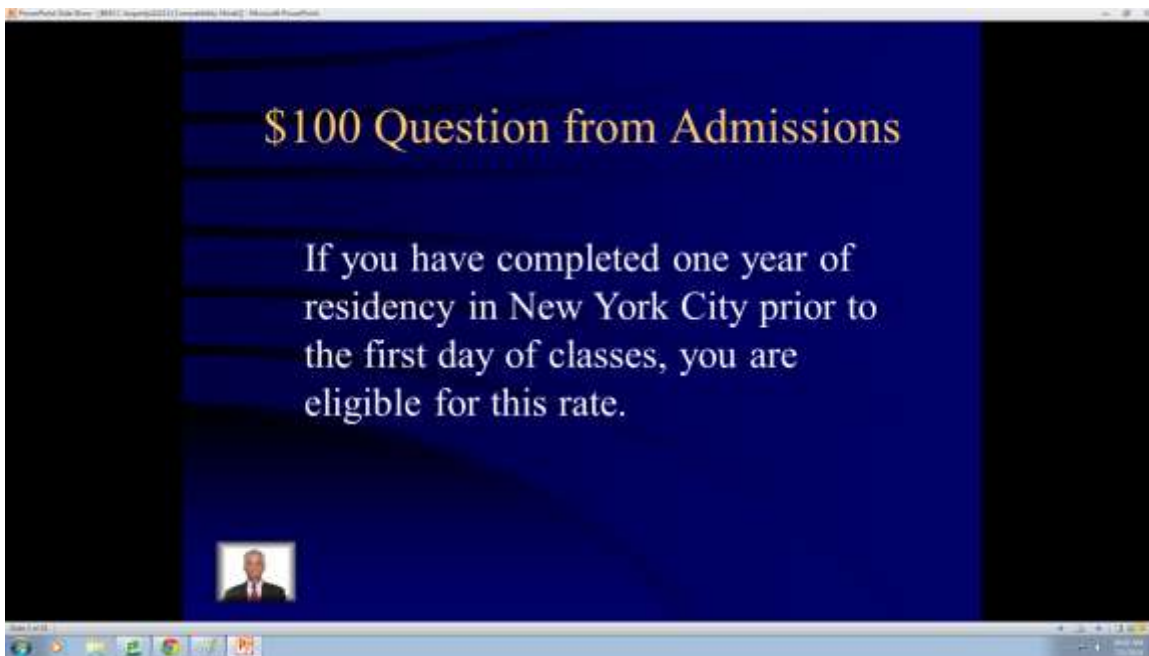 $100 Question from Admissions
If you have completed one year of
residency in New York City prior to
the first day of classes, you are
eligible for this rate.